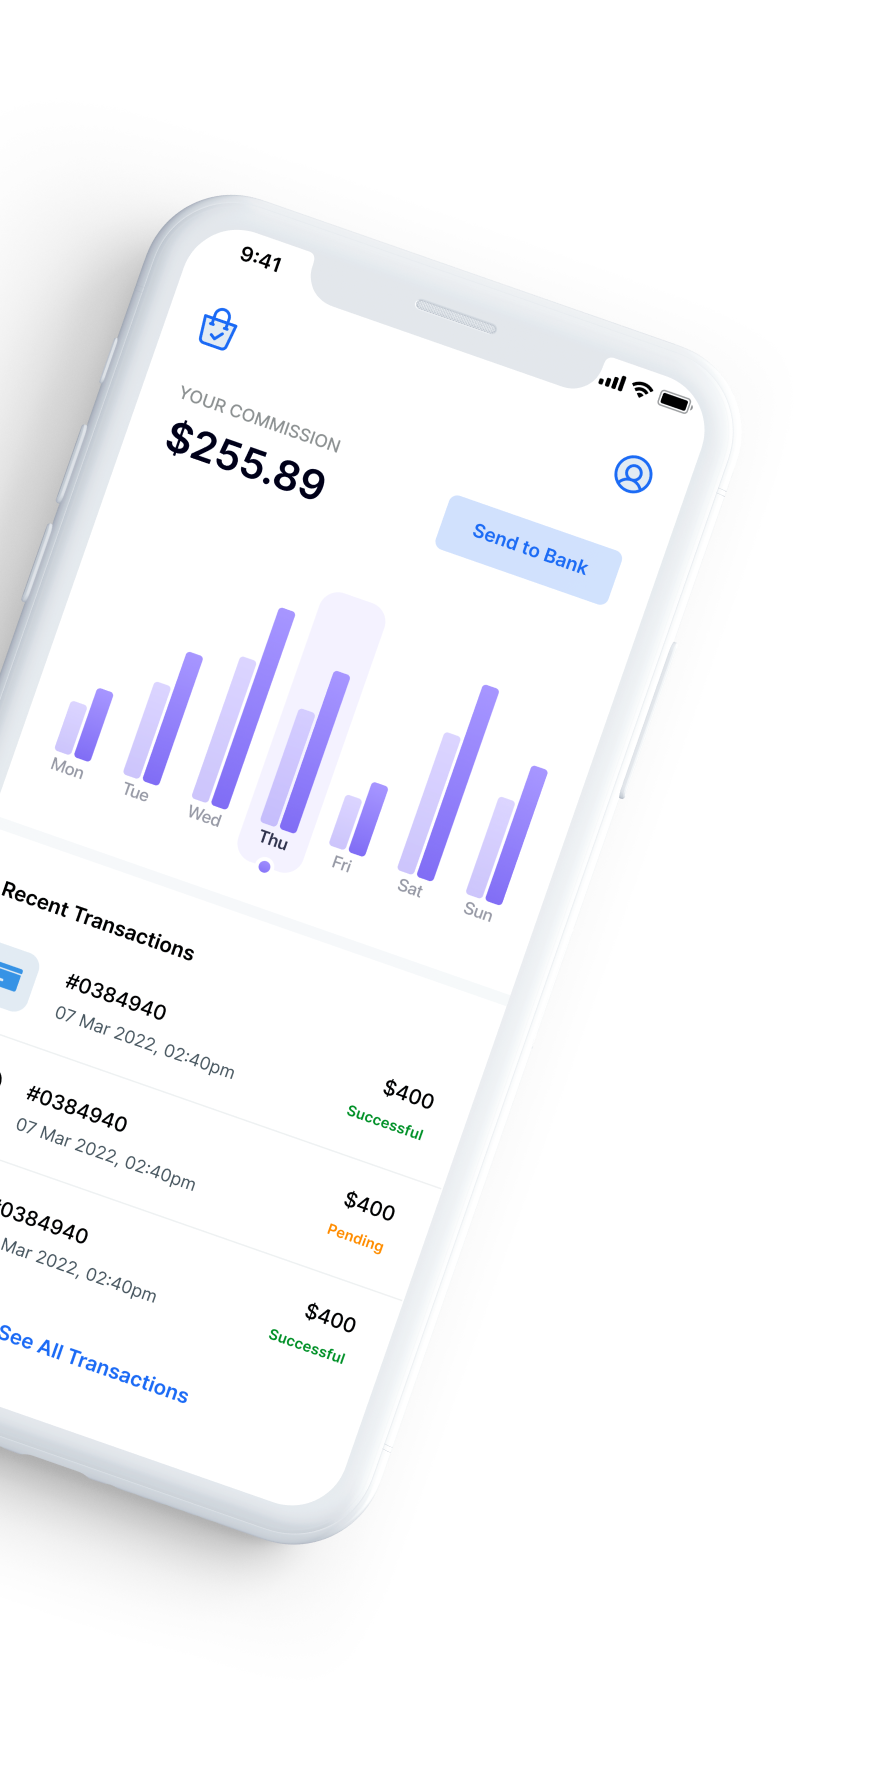 9:41
YOUR COMMISSION
$255.89
Send to Bank
Mon
Tue
Wed
Thu
Fri
Sat
Sun
Recent Transactions
#0384940
07 Mar 2022, 02:40pm
$400
Successful
#0384940
07 Mar 2022, 02:40pm
$400
Pending
0384940
Mar 2022, 02:40pm
$400
Successful
See All Transactions